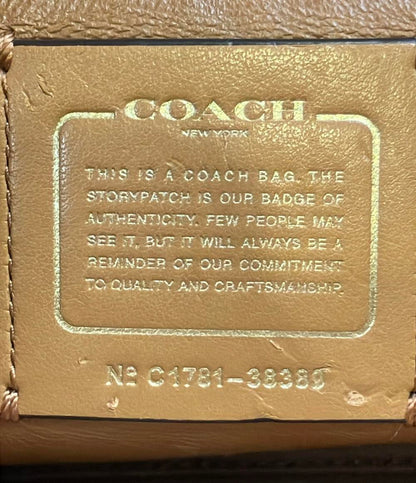 COACH
NEW YORK
THIS IS A COACH BAG. THE
STORYPATCH IS OUR BADGE OF
AUTHENTICITY. FEW PEOPLE MAY
SEE IT, BUT IT WILL ALWAYS BE A
REMINDER OF OUR COMMITMENT
TO QUALITY AND CRAFTSMANSHIP.
Nº C1781-38389